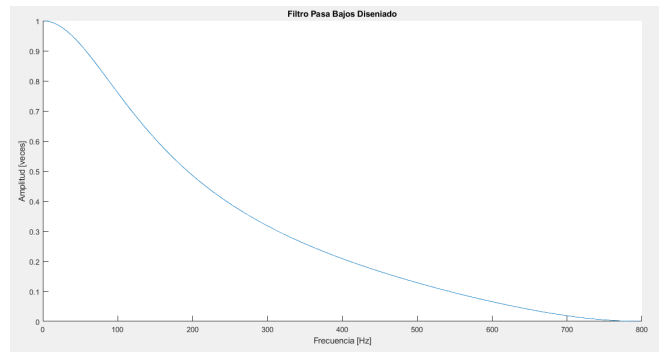 Filtro Pasa Bajos Diseniado
Amplitud [veces]
1
0.9
0.8
0.7
0.6
0.5
0.4
0.3
0.2
0.1
0
0 100 200 300 400 500 600 700 800
Frecuencia [Hz]